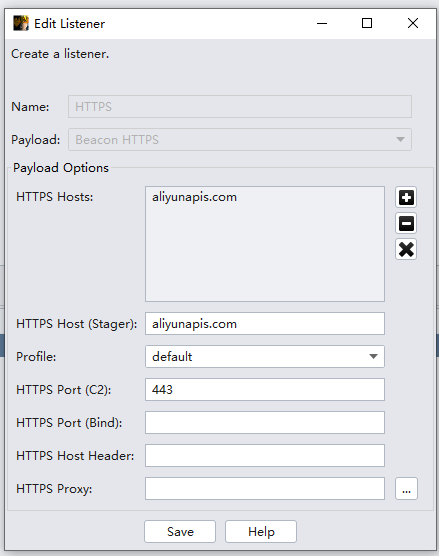 Edit Listener
Create a listener.
Name: HTTPS
Payload: Beacon HTTPS
Payload Options
HTTPS Hosts: aliyunapis.com
HTTPS Host (Stager): aliyunapis.com
Profile: default
HTTPS Port (C2): 443
HTTPS Port (Bind):
HTTPS Host Header:
HTTPS Proxy: ...
Save Help